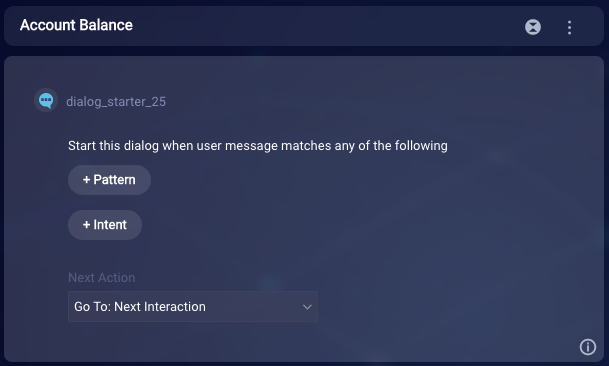 Account Balance
dialog_starter_25
Start this dialog when user message matches any of the following
+ Pattern
+ Intent
Next Action
Go To: Next Interaction